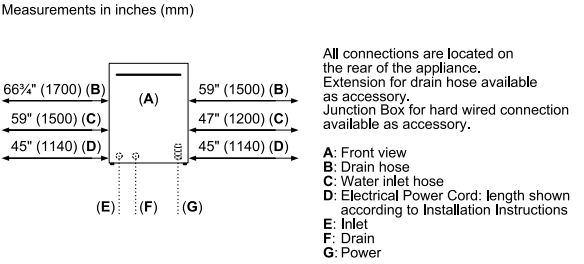 Measurements in inches (mm)
66¾" (1700) (B)
59" (1500) (C)
45" (1140) (D)
(A)
59" (1500) (B)
47" (1200) (C)
45" (1140) (D)
(E)
(F)
(G)
All connections are located on
the rear of the appliance.
Extension for drain hose available
as accessory.
Junction Box for hard wired connection
available as accessory.
A: Front view
B: Drain hose
C: Water inlet hose
D: Electrical Power Cord: length shown
according to Installation Instructions
E: Inlet
F: Drain
G: Power